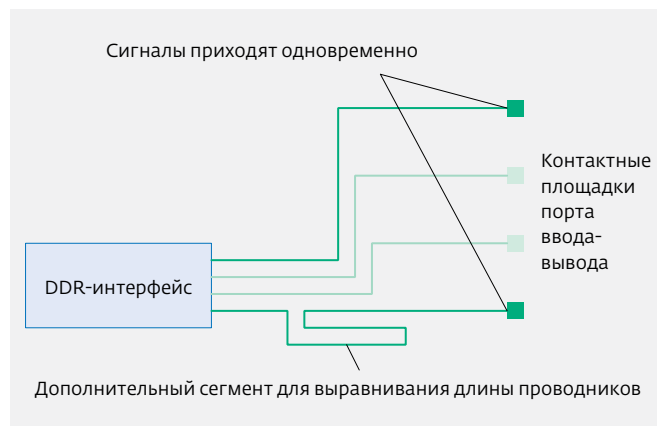 Сигналы приходят одновременно
Контактные
площадки
порта
ввода-
вывода
DDR-интерфейс
Дополнительный сегмент для выравнивания длины проводников